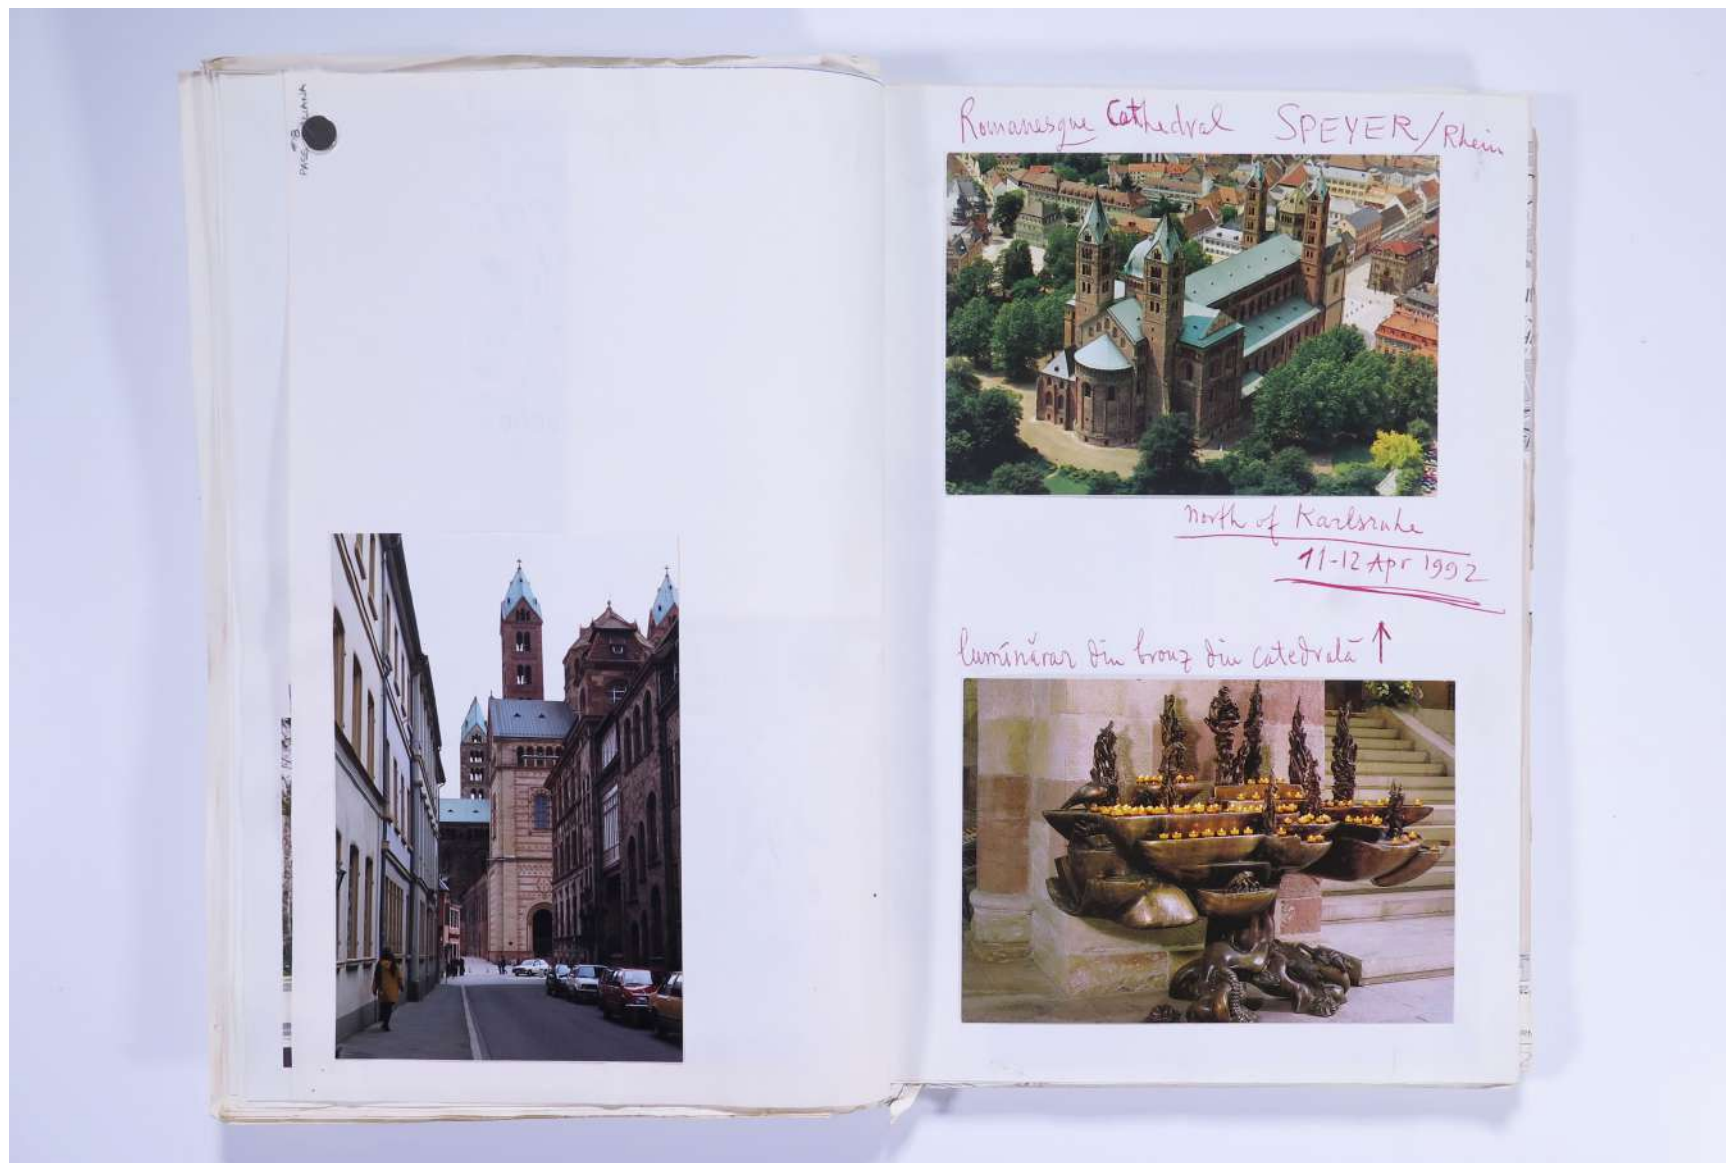 Romanesque Cathedral SPEYER/Rhein
north of Karlsruhe
11-12 Apr 1992
luminărar din bronz din catedrală ↑